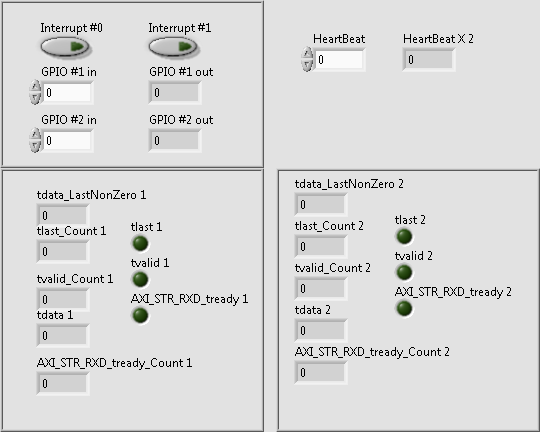 Interrupt #0 Interrupt #1
GPIO #1 in GPIO #1 out
0 0
GPIO #2 in GPIO #2 out
0 0
HeartBeat HeartBeat X 2
0 0
tdata_LastNonZero 1
0
tlast_Count 1
0
tvalid_Count 1
0
tdata 1
0
AXI_STR_RXD_tready_Count 1
0
tlast 1
tvalid 1
AXI_STR_RXD_tready 1
tdata_LastNonZero 2
0
tlast_Count 2
0
tvalid_Count 2
0
tdata 2
0
AXI_STR_RXD_tready_Count 2
0
tlast 2
tvalid 2
AXI_STR_RXD_tready 2